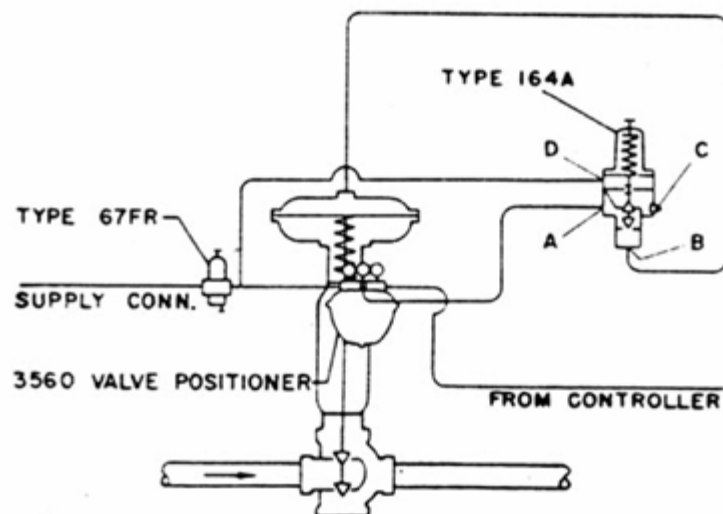 TYPE 164A
D
C
TYPE 67FR
A
B
SUPPLY CONN.
3560 VALVE POSITIONER
FROM CONTROLLER